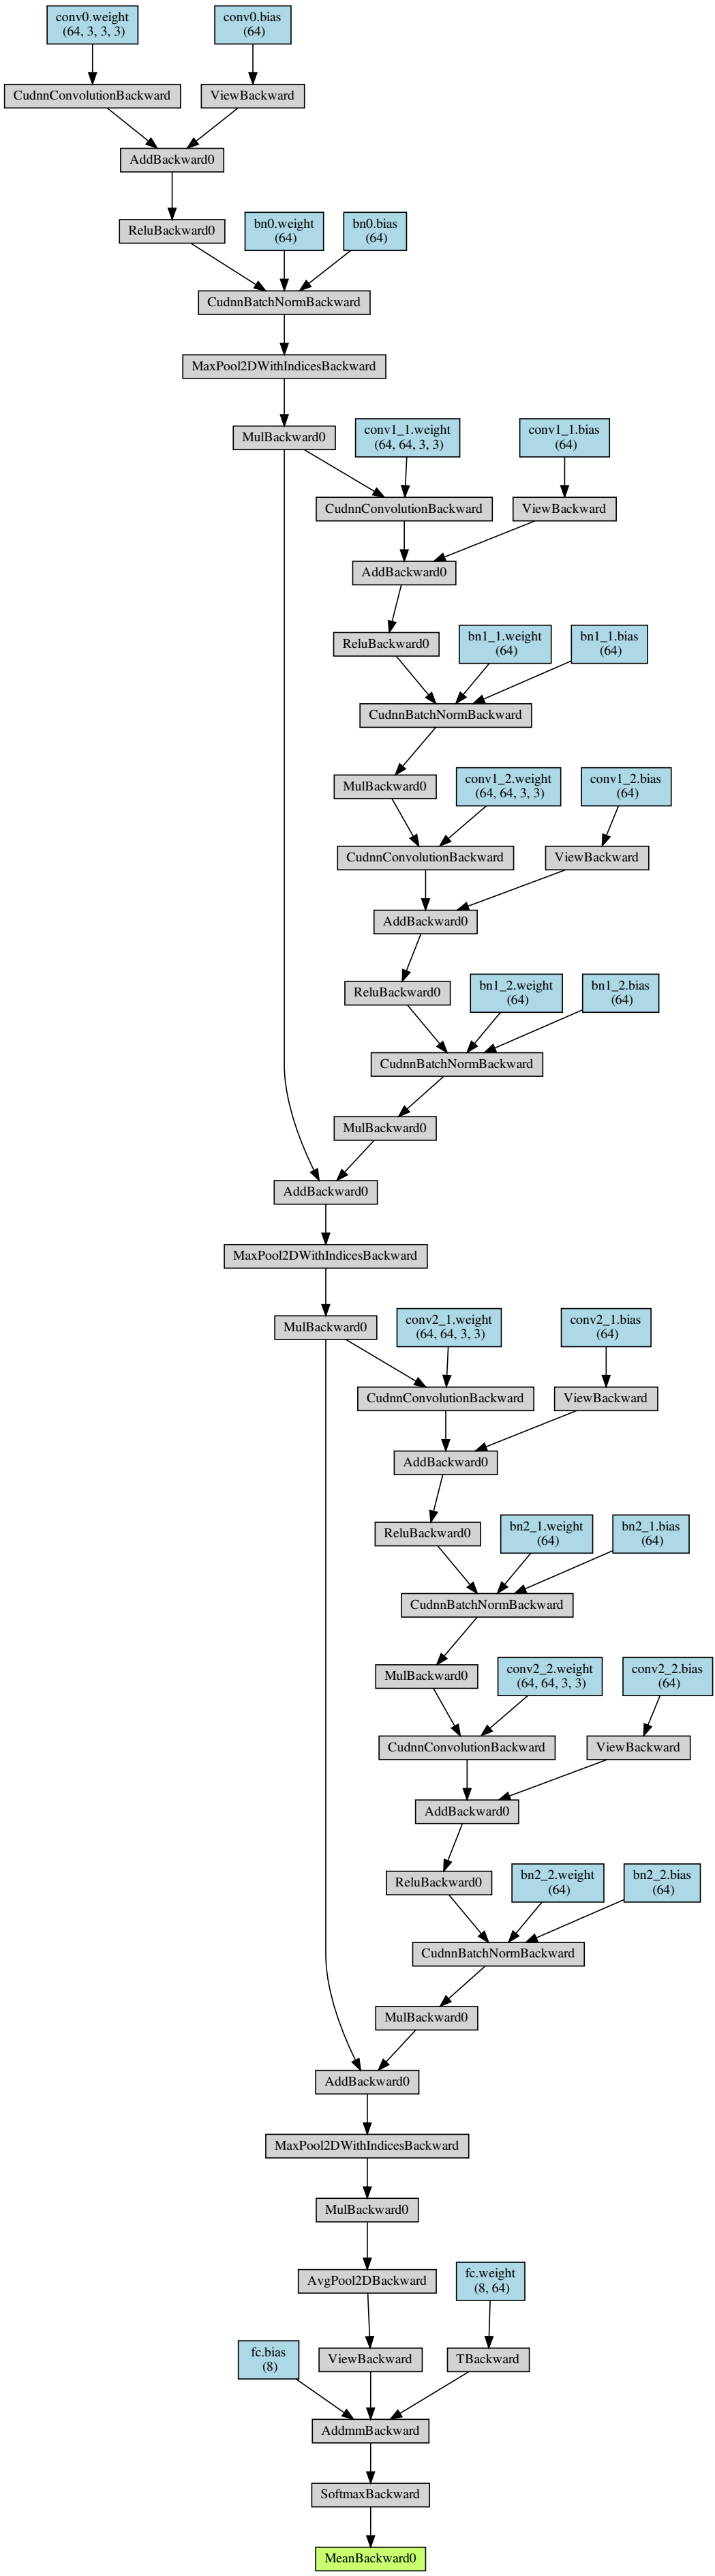 conv0.weight
(64, 3, 3, 3)
conv0.bias
(64)
CudnnConvolutionBackward
ViewBackward
AddBackward0
ReluBackward0
bn0.weight
(64)
bn0.bias
(64)
CudnnBatchNormBackward
MaxPool2DWithIndicesBackward
MulBackward0
conv1_1.weight
(64, 64, 3, 3)
conv1_1.bias
(64)
CudnnConvolutionBackward
ViewBackward
AddBackward0
ReluBackward0
bn1_1.weight
(64)
bn1_1.bias
(64)
CudnnBatchNormBackward
MulBackward0
conv1_2.weight
(64, 64, 3, 3)
conv1_2.bias
(64)
CudnnConvolutionBackward
ViewBackward
AddBackward0
ReluBackward0
bn1_2.weight
(64)
bn1_2.bias
(64)
CudnnBatchNormBackward
MulBackward0
AddBackward0
MaxPool2DWithIndicesBackward
MulBackward0
conv2_1.weight
(64, 64, 3, 3)
conv2_1.bias
(64)
CudnnConvolutionBackward
ViewBackward
AddBackward0
ReluBackward0
bn2_1.weight
(64)
bn2_1.bias
(64)
CudnnBatchNormBackward
MulBackward0
conv2_2.weight
(64, 64, 3, 3)
conv2_2.bias
(64)
CudnnConvolutionBackward
ViewBackward
AddBackward0
ReluBackward0
bn2_2.weight
(64)
bn2_2.bias
(64)
CudnnBatchNormBackward
MulBackward0
AddBackward0
MaxPool2DWithIndicesBackward
MulBackward0
AvgPool2DBackward
fc.weight
(8, 64)
fc.bias
(8)
ViewBackward
TBackward
AddmmBackward
SoftmaxBackward
MeanBackward0